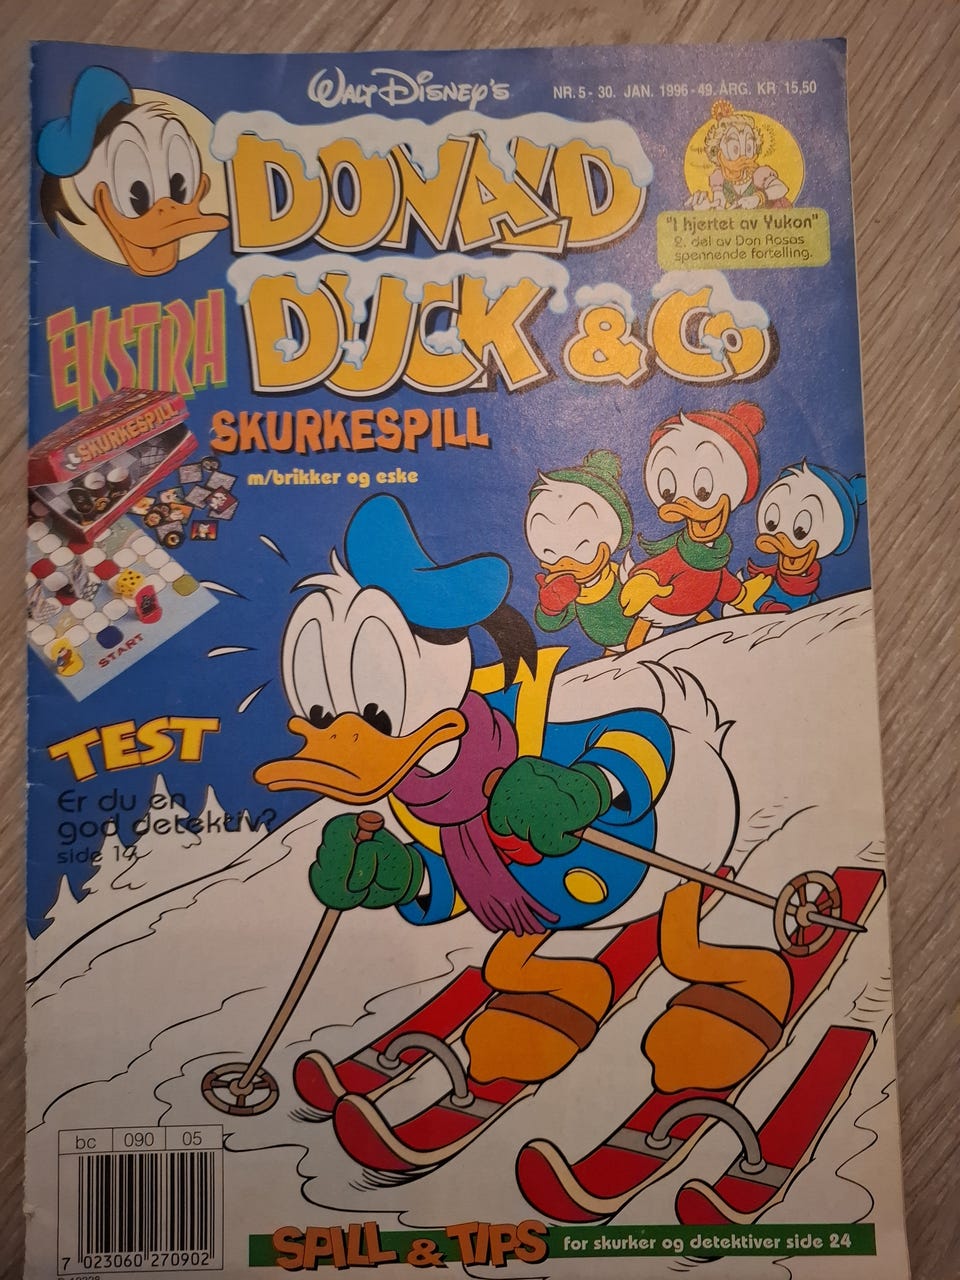 WALT DISNEY'S
NR. 5 - 30. JAN. 1996 - 49. ÅRG. KR 15,50
DONALD
DUCK & Co
"I hjertet av Yukon"
2. del av Don Rosas
spennende fortelling.
EKSTRA
SKURKESPILL
SKURKESPILL
m/brikker og eske
START
TEST
Er du en
god detektiv?
side 14
bc 090 05
7 023060 270902
SPILL & TIPS
for skurker og detektiver side 24